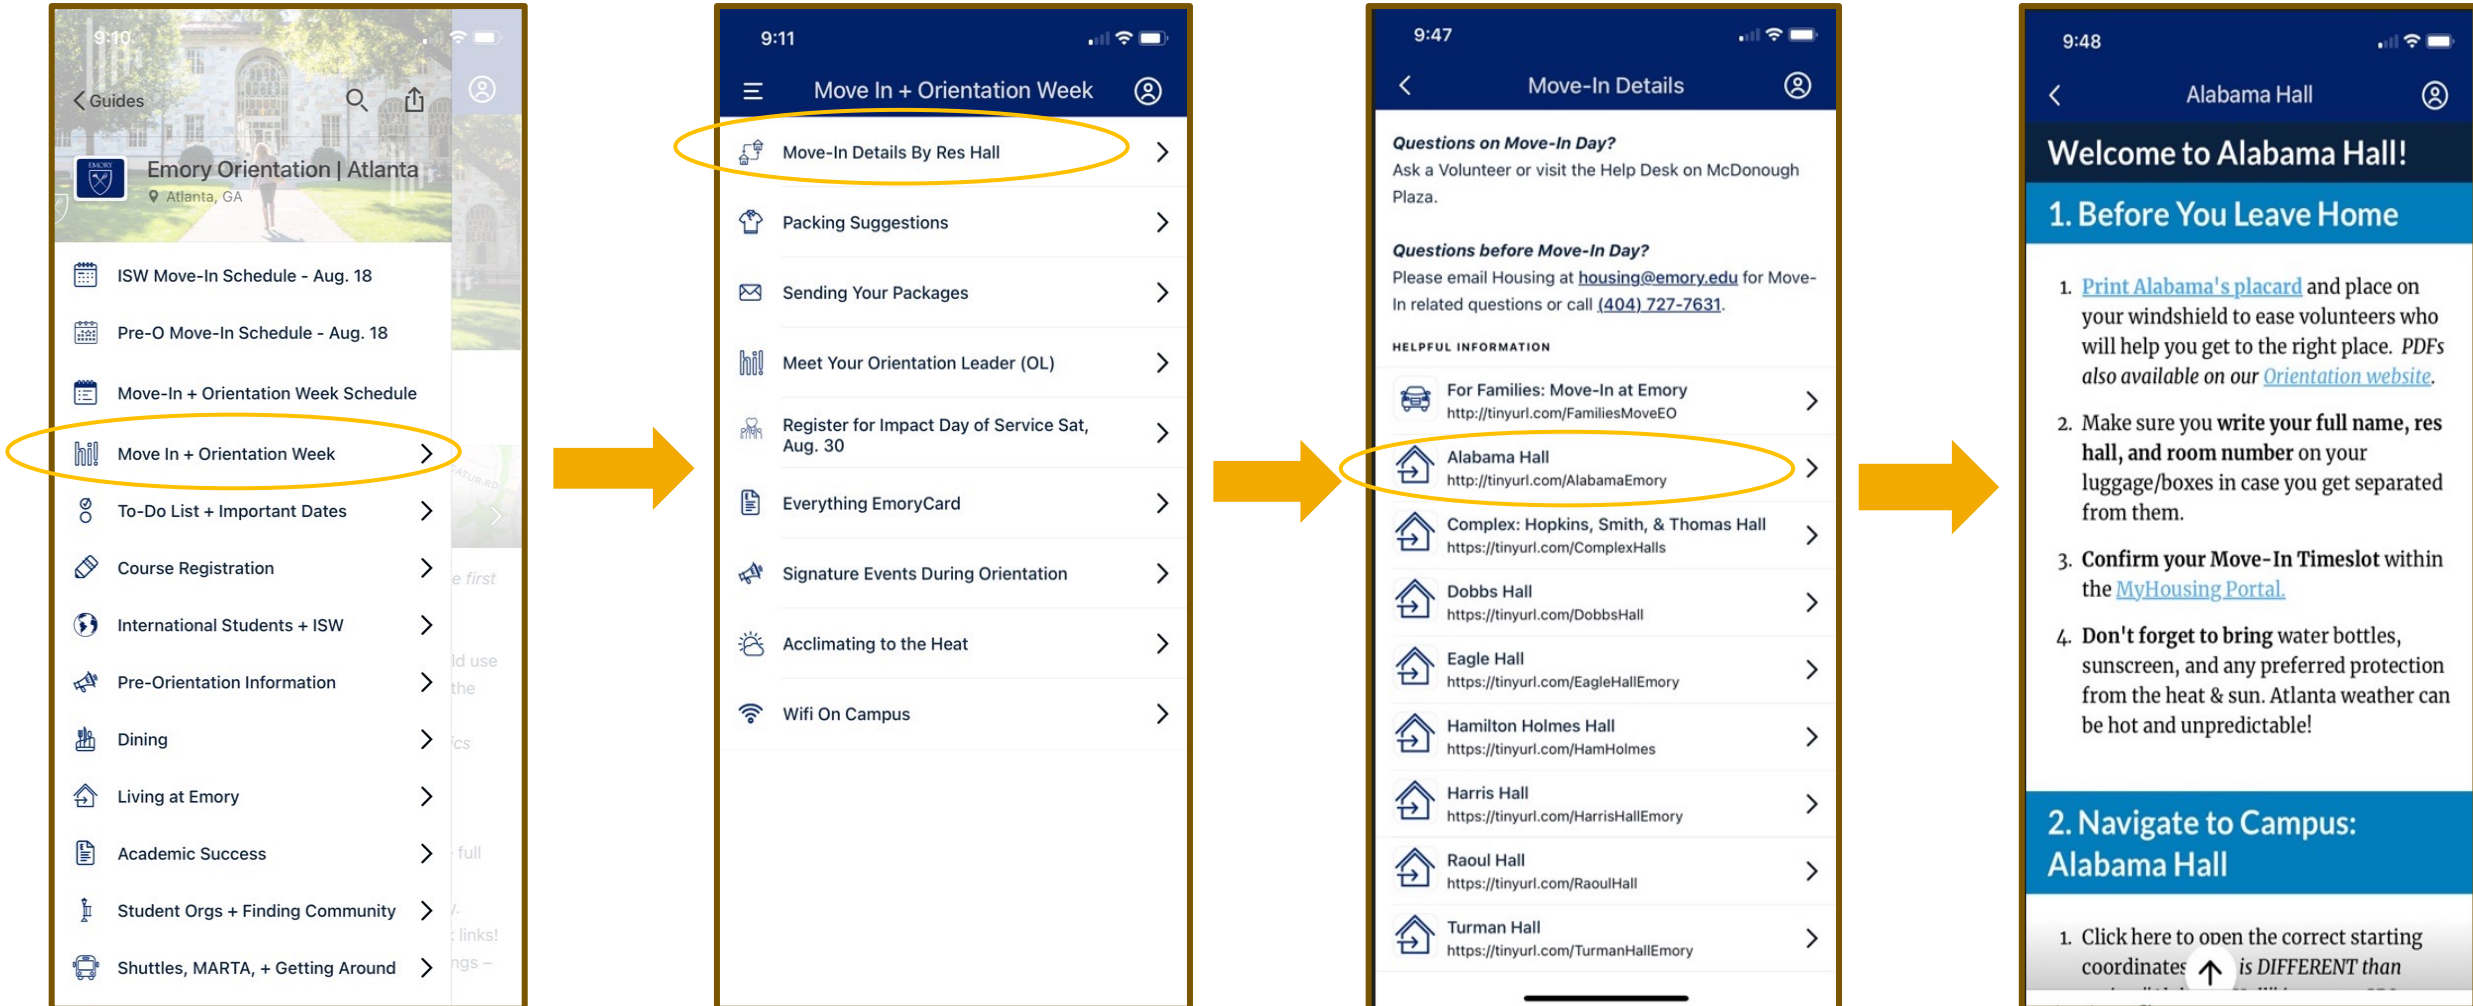 9:10
Guides
EMORY
Emory Orientation | Atlanta
Atlanta, GA
ISW Move-In Schedule - Aug. 18
Pre-O Move-In Schedule - Aug. 18
Move-In + Orientation Week Schedule
hi!
Move In + Orientation Week
To-Do List + Important Dates
Course Registration
International Students + ISW
Pre-Orientation Information
Dining
Living at Emory
Academic Success
Student Orgs + Finding Community
Shuttles, MARTA, + Getting Around
first
use
the
full
links!
9:11
Move In + Orientation Week
Move-In Details By Res Hall
Packing Suggestions
Sending Your Packages
hi!
Meet Your Orientation Leader (OL)
Register for Impact Day of Service Sat,
Aug. 30
Everything EmoryCard
Signature Events During Orientation
Acclimating to the Heat
Wifi On Campus
9:47
Move-In Details
Questions on Move-In Day?
Ask a Volunteer or visit the Help Desk on McDonough
Plaza.
Questions before Move-In Day?
Please email Housing at housing@emory.edu for Move-
In related questions or call (404) 727-7631.
HELPFUL INFORMATION
For Families: Move-In at Emory
http://tinyurl.com/FamiliesMoveEO
Alabama Hall
http://tinyurl.com/AlabamaEmory
Complex: Hopkins, Smith, & Thomas Hall
https://tinyurl.com/ComplexHalls
Dobbs Hall
https://tinyurl.com/DobbsHall
Eagle Hall
https://tinyurl.com/EagleHallEmory
Hamilton Holmes Hall
https://tinyurl.com/HamHolmes
Harris Hall
https://tinyurl.com/HarrisHallEmory
Raoul Hall
https://tinyurl.com/RaoulHall
Turman Hall
https://tinyurl.com/TurmanHallEmory
9:48
Alabama Hall
Welcome to Alabama Hall!
1. Before You Leave Home
1. Print Alabama's placard and place on
your windshield to ease volunteers who
will help you get to the right place. PDFs
also available on our Orientation website.
2. Make sure you write your full name, res
hall, and room number on your
luggage/boxes in case you get separated
from them.
3. Confirm your Move-In Timeslot within
the MyHousing Portal.
4. Don't forget to bring water bottles,
sunscreen, and any preferred protection
from the heat & sun. Atlanta weather can
be hot and unpredictable!
2. Navigate to Campus:
Alabama Hall
1. Click here to open the correct starting
coordinates is DIFFERENT than